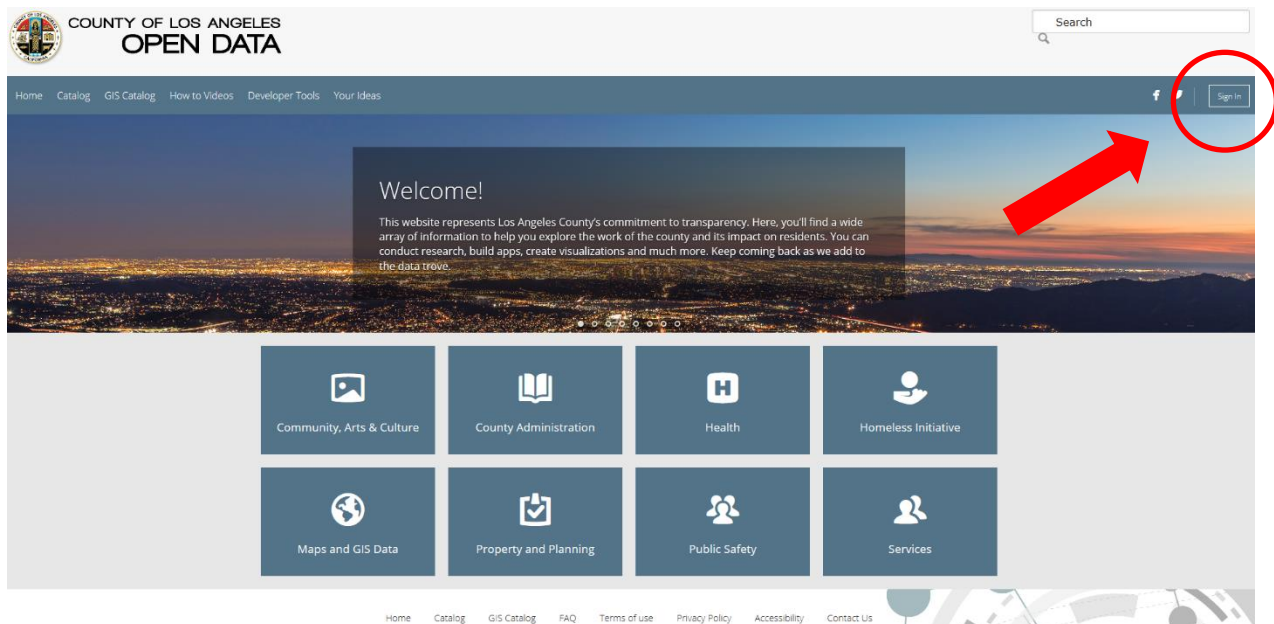 COUNTY OF LOS ANGELES
OPEN DATA
Search
Home Catalog GIS Catalog How to Videos Developer Tools Your Ideas
Sign In
Welcome!
This website represents Los Angeles County's commitment to transparency. Here, you'll find a wide
array of information to help you explore the work of the county and its impact on residents. You can
conduct research, build apps, create visualizations and much more. Keep coming back as we add to
the data trove.
Community, Arts & Culture
County Administration
Health
Homeless Initiative
Maps and GIS Data
Property and Planning
Public Safety
Services
Home Catalog GIS Catalog FAQ Terms of use Privacy Policy Accessibility Contact Us